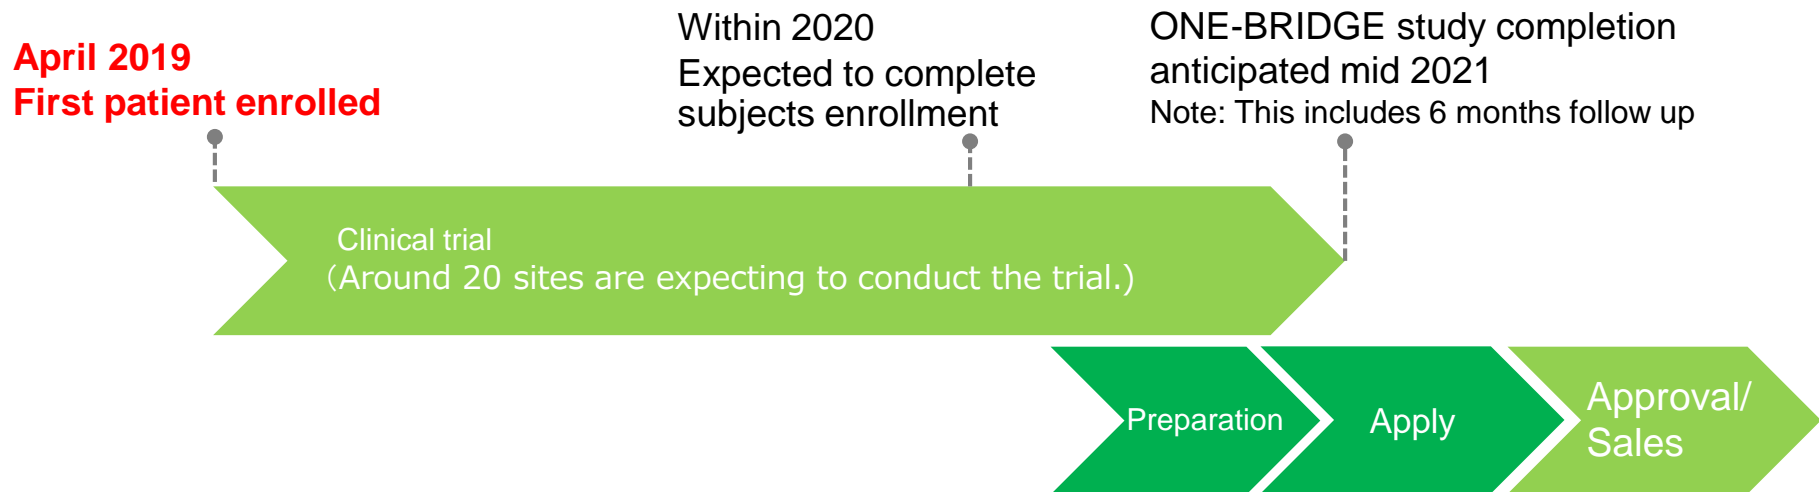 April 2019
First patient enrolled
Within 2020
Expected to complete
subjects enrollment
ONE-BRIDGE study completion
anticipated mid 2021
Note: This includes 6 months follow up
Clinical trial
（Around 20 sites are expecting to conduct the trial.)
Preparation
Apply
Approval/
Sales